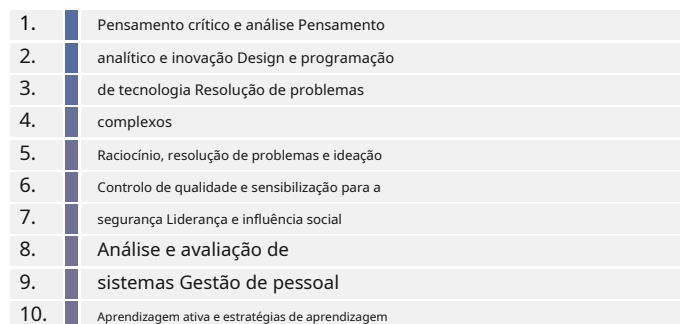 1. Pensamento crítico e análise Pensamento
2. analítico e inovação Design e programação
3. de tecnologia Resolução de problemas
4. complexos
5. Raciocínio, resolução de problemas e ideação
6. Controlo de qualidade e sensibilização para a
7. segurança Liderança e influência social
8. Análise e avaliação de
9. sistemas Gestão de pessoal
10. Aprendizagem ativa e estratégias de aprendizagem